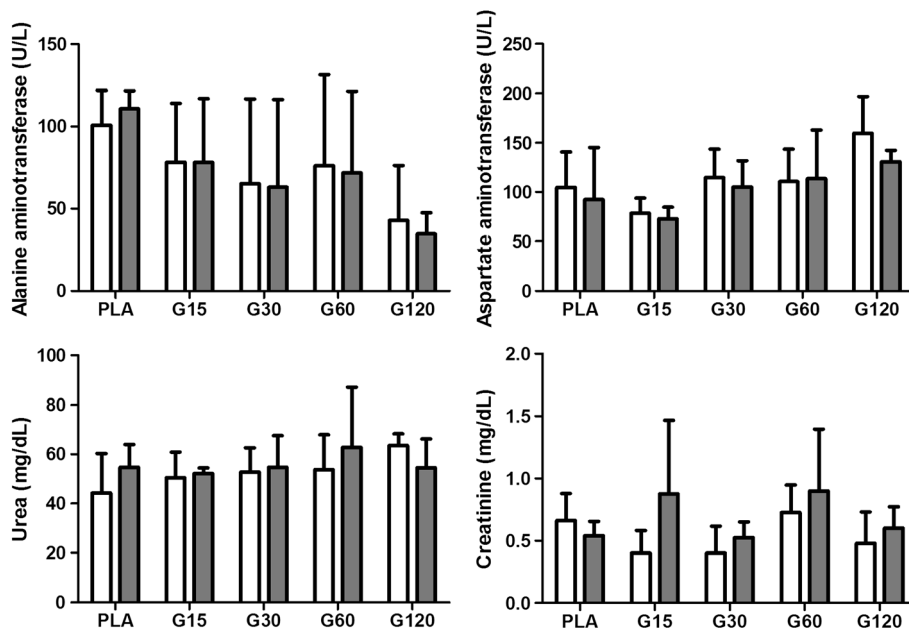 Alanine aminotransferase (U/L)
150
100
50
0
PLA G15 G30 G60 G120
Aspartate aminotransferase (U/L)
250
200
150
100
50
0
PLA G15 G30 G60 G120
Urea (mg/dL)
100
80
60
40
20
0
PLA G15 G30 G60 G120
Creatinine (mg/dL)
2.0
1.5
1.0
0.5
0.0
PLA G15 G30 G60 G120